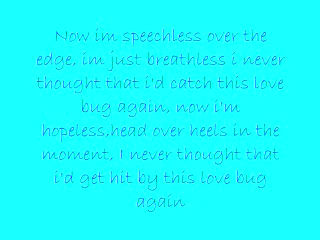 Now im speechless over the
edge, im just breathless i never
thought that i'd catch this love
bug again, now i'm
hopeless,head over heels in the
moment, I never thought that
i'd get hit by this love bug
again